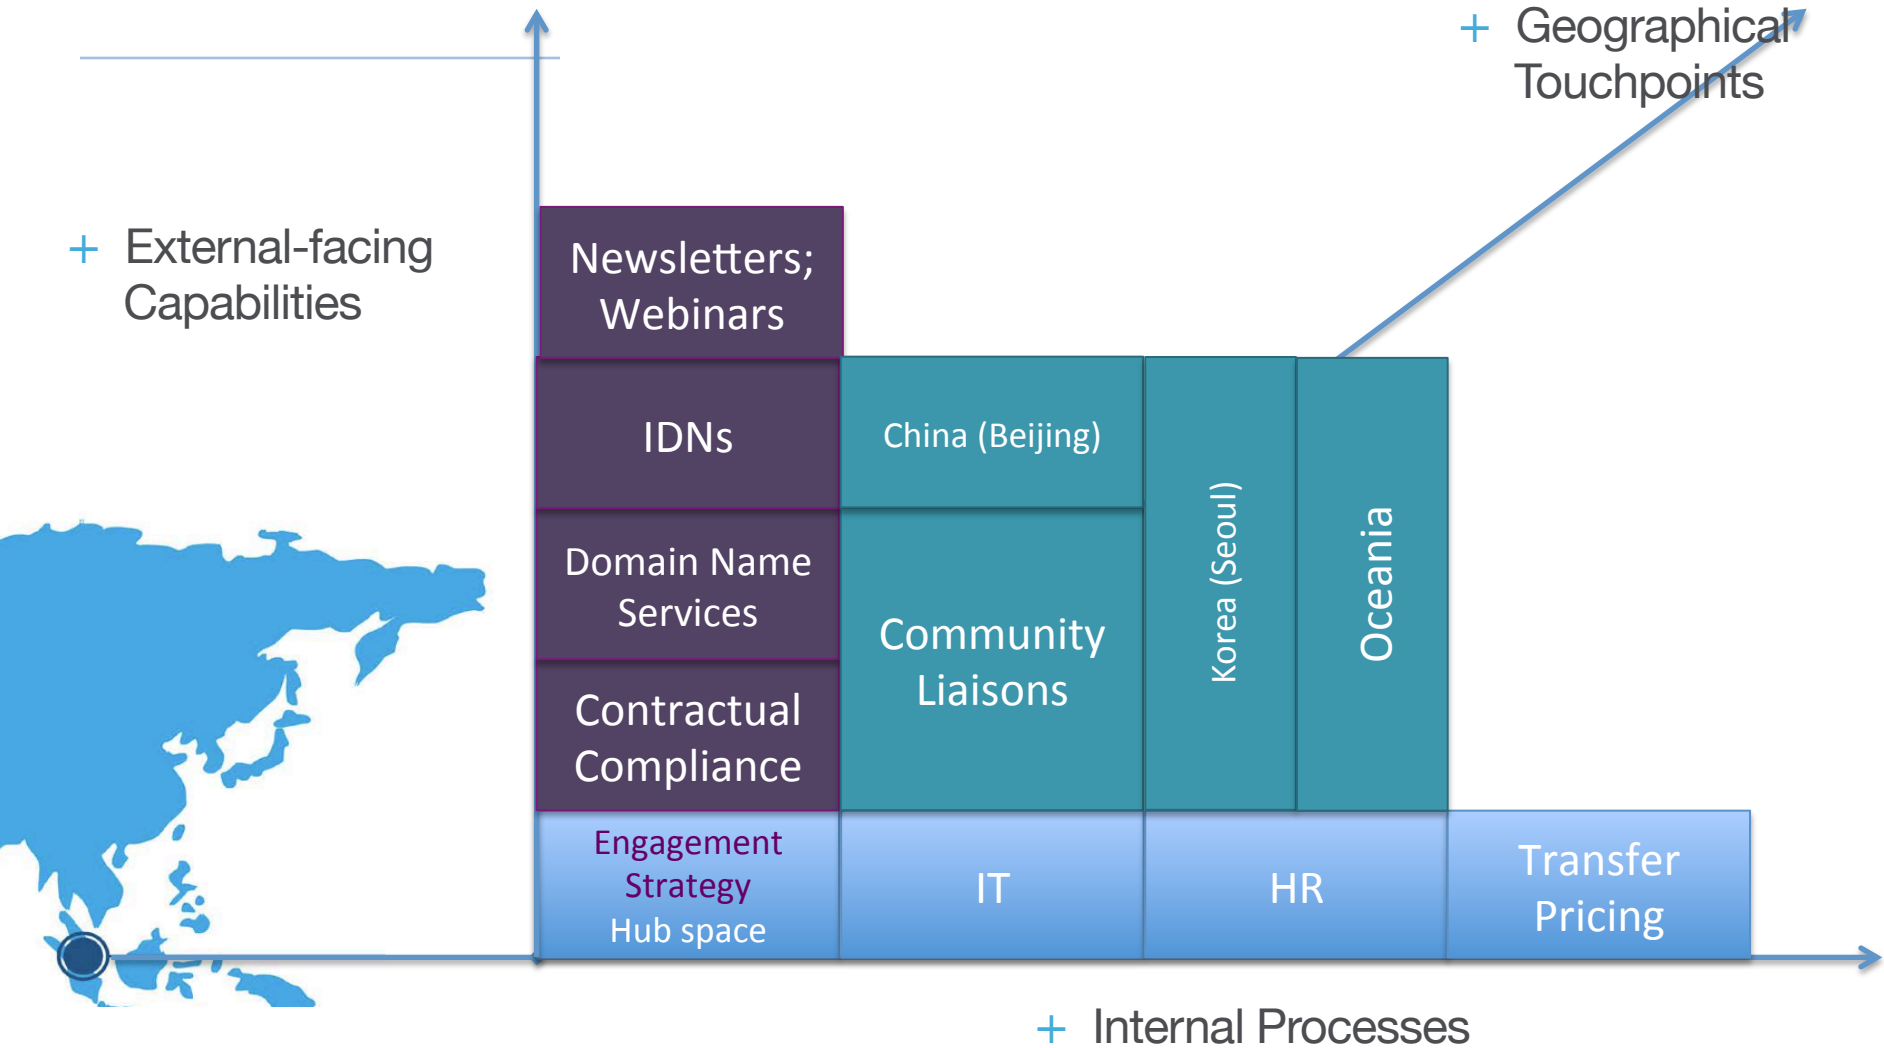 + Geographical
Touchpoints
+ External-facing
Capabilities
Newsletters;
Webinars
IDNs
China (Beijing)
Korea (Seoul)
Oceania
Domain Name
Services
Community
Liaisons
Contractual
Compliance
Engagement
Strategy
Hub space
IT
HR
Transfer
Pricing
+ Internal Processes